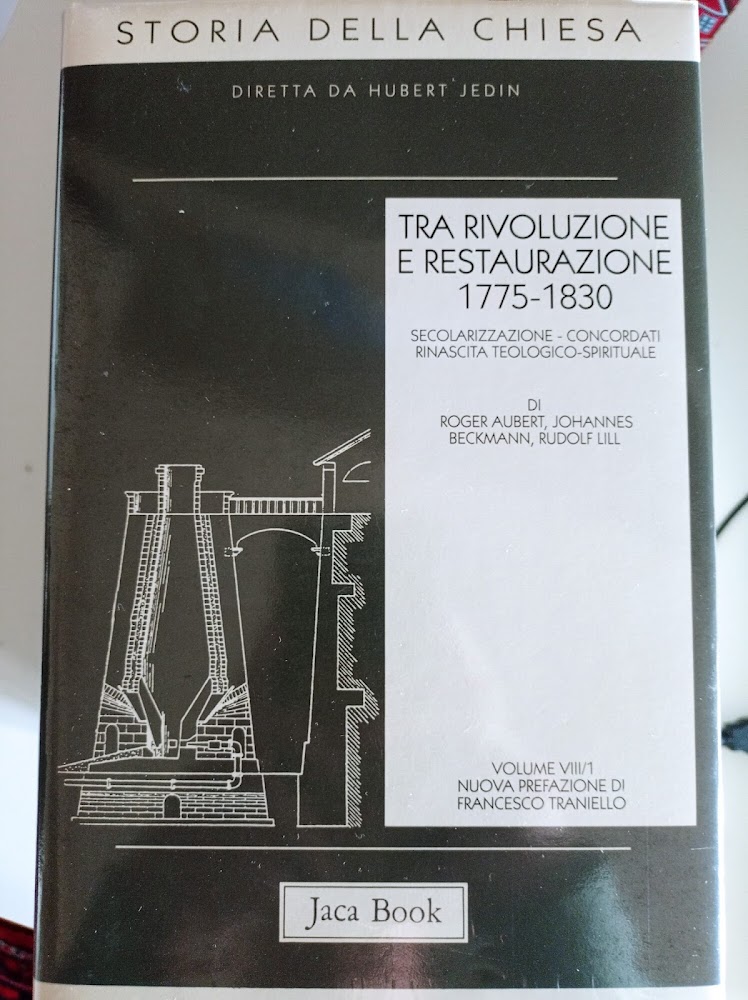 STORIA DELLA CHIESA
DIRETTA DA HUBERT JEDIN
TRA RIVOLUZIONE
E RESTAURAZIONE
1775-1830
SECOLARIZZAZIONE - CONCORDATI
RINASCITA TEOLOGICO-SPIRITUALE
DI
ROGER AUBERT, JOHANNES
BECKMANN, RUDOLF LILL
VOLUME VIII/1
NUOVA PREFAZIONE DI
FRANCESCO TRANIELLO
Jaca Book